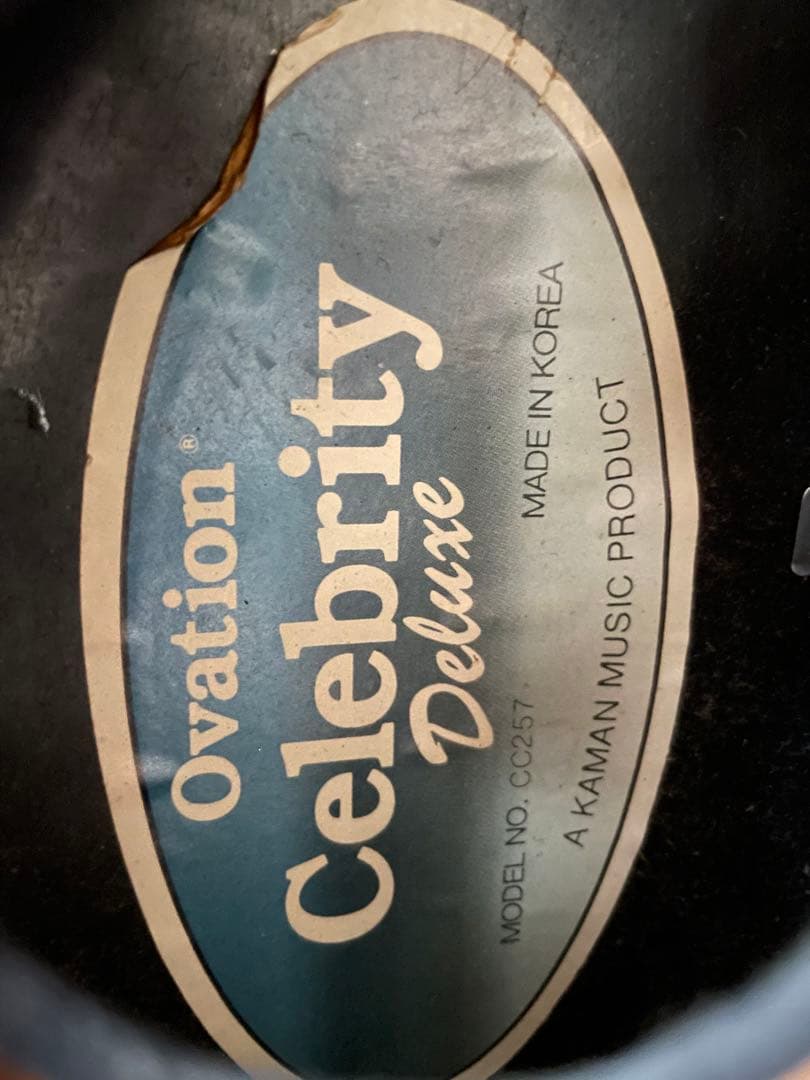 Ovation®
Celebrity
Deluxe
MODEL NO. CC257 MADE IN KOREA
A KAMAN MUSIC PRODUCT